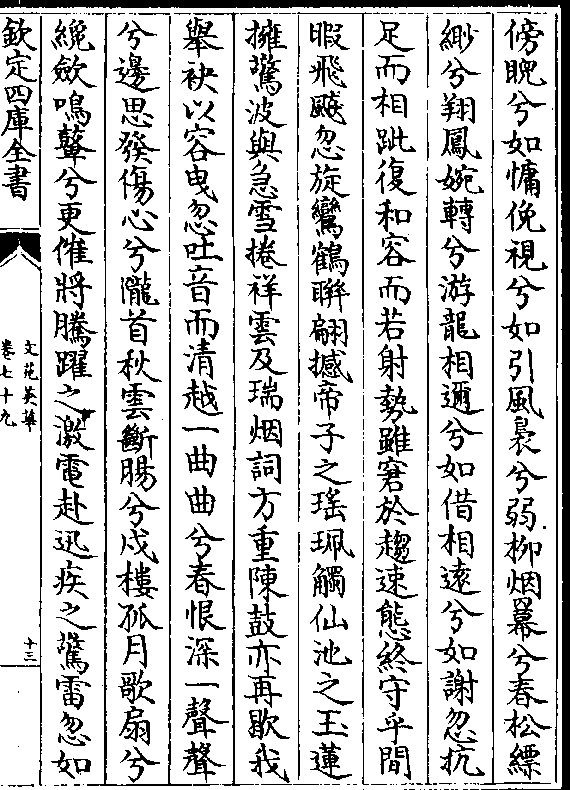 傍睨兮如慵俛視兮如引風裊兮弱柳烟羃兮春松縹
緲兮翔鳳婉轉兮游龍相邇兮如借相遠兮如謝忽抗
足而相跐復和容而若射勢雖窘於趨速態終守乎間
暇飛飈忽旋鸞鶴聨翩撼帝子之瑤珮觸仙池之玉蓮
擁驚波與急雪捲祥雲及瑞烟詞方重陳鼓亦再歇我
舉袂以容曳忽吐音而清越一曲曲兮春恨深一聲聲
兮邊思發傷心兮隴首秋雲斷腸兮戍樓孤月歌扇兮
纔斂鳴鼙兮更催將騰躍之激電赴迅疾之驚雷忽如
欽定四庫全書
文苑英華
卷七十九
十三